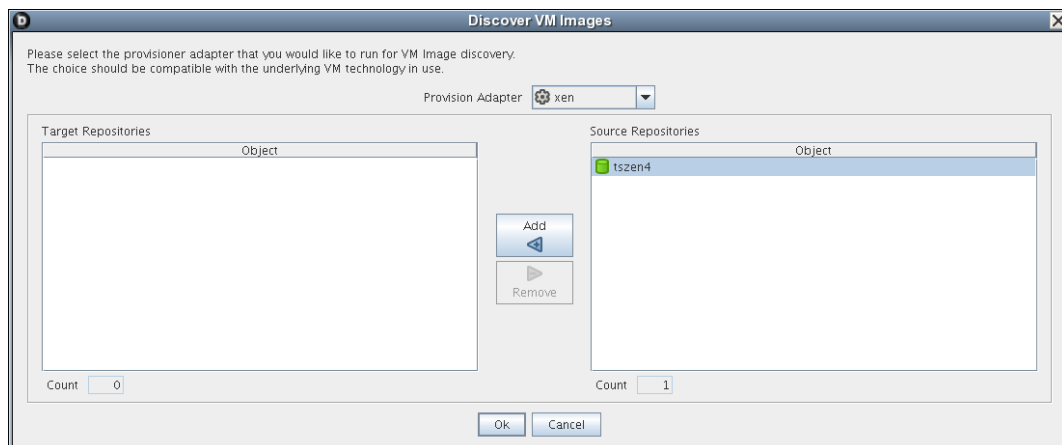 Discover VM Images
Please select the provisioner adapter that you would like to run for VM Image discovery.
The choice should be compatible with the underlying VM technology in use.
Provision Adapter xen
Target Repositories
Object
Count 0
Add
Remove
Source Repositories
Object
tszen4
Count 1
Ok Cancel